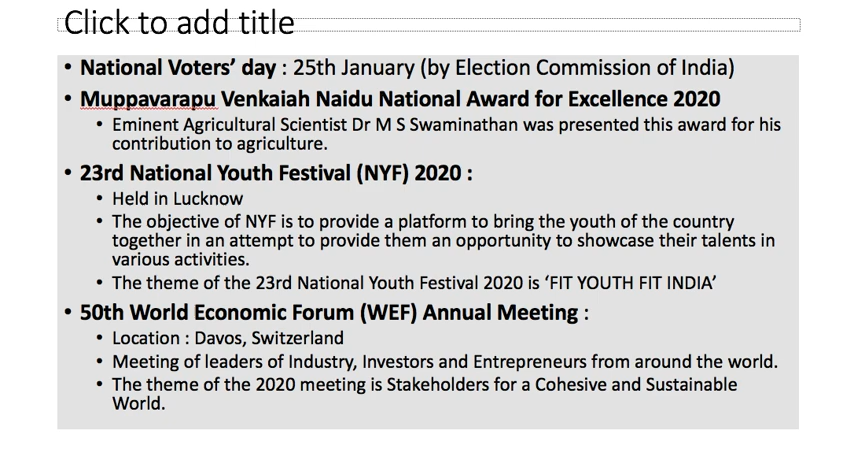 Click to add title
• National Voters’ day : 25th January (by Election Commission of India)
• Muppavarapu Venkaiah Naidu National Award for Excellence 2020
• Eminent Agricultural Scientist Dr M S Swaminathan was presented this award for his
contribution to agriculture.
• 23rd National Youth Festival (NYF) 2020 :
• Held in Lucknow
• The objective of NYF is to provide a platform to bring the youth of the country
together in an attempt to provide them an opportunity to showcase their talents in
various activities.
• The theme of the 23rd National Youth Festival 2020 is ‘FIT YOUTH FIT INDIA’
• 50th World Economic Forum (WEF) Annual Meeting :
• Location : Davos, Switzerland
• Meeting of leaders of Industry, Investors and Entrepreneurs from around the world.
• The theme of the 2020 meeting is Stakeholders for a Cohesive and Sustainable
World.